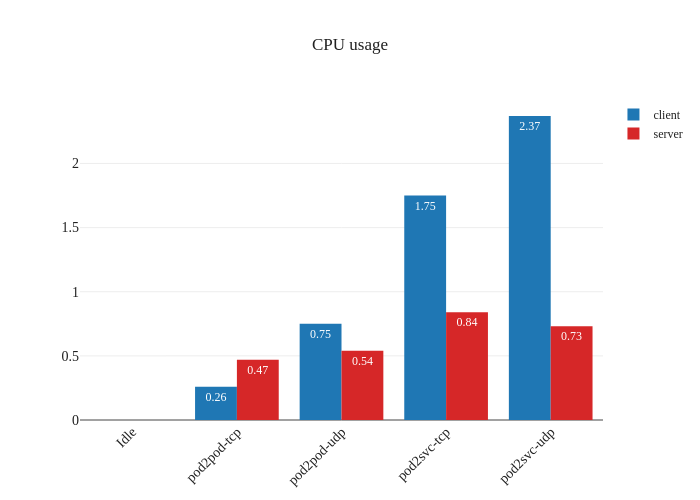 CPU usage
client
server
2.37
2
1.75
1.5
1
0.84
0.75
0.73
0.54
0.5
0.47
0.26
0
Idle
pod2pod-tcp
pod2pod-udp
pod2svc-tcp
pod2svc-udp